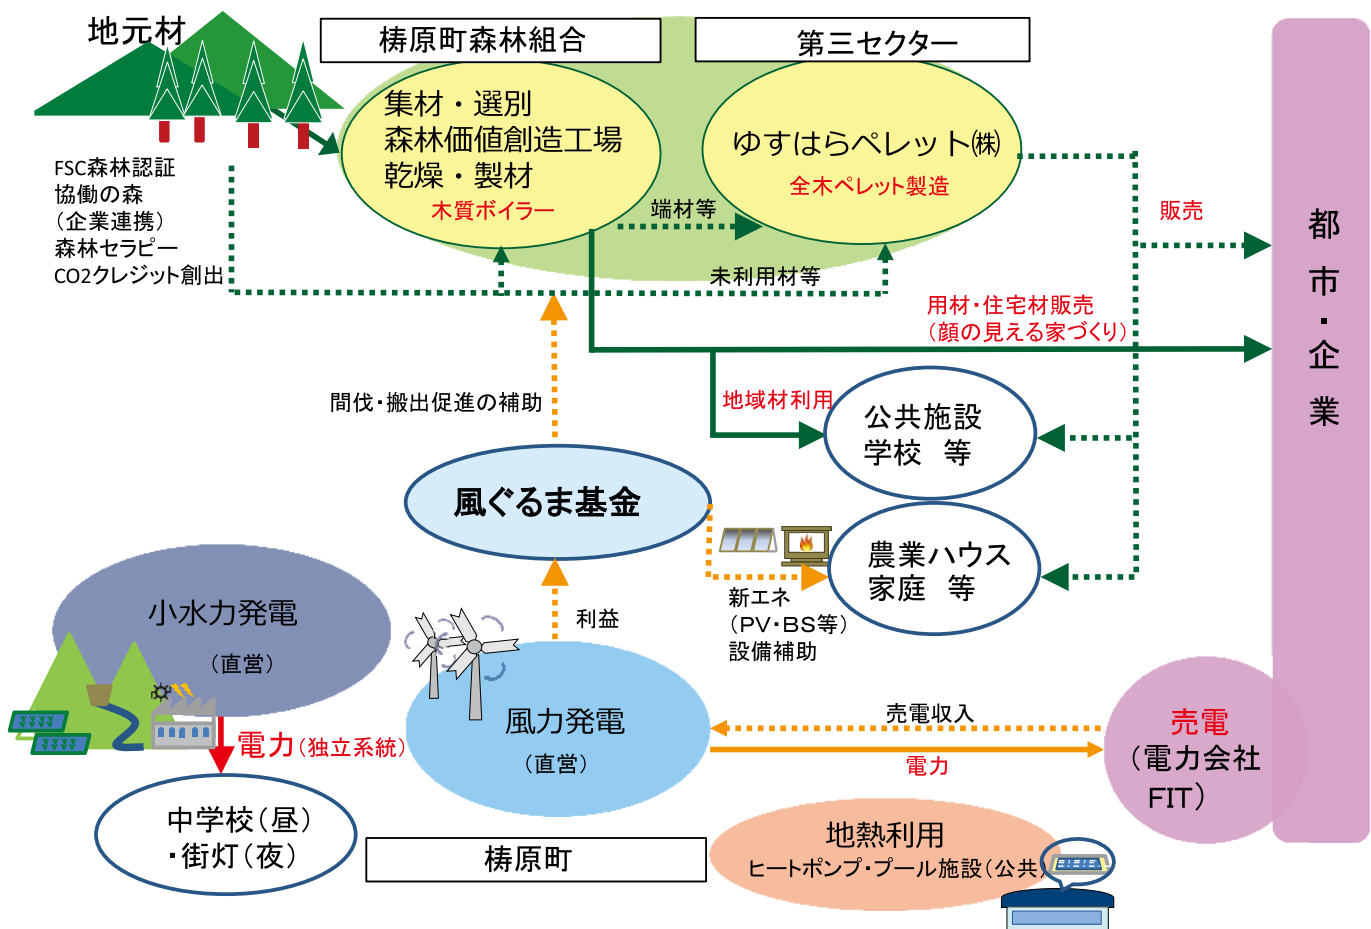 地元材
梼原町森林組合
第三セクター
集材・選別
森林価値創造工場
乾燥・製材
木質ボイラー
ゆすはらペレット㈱
全木ペレット製造
FSC森林認証
協働の森
(企業連携)
森林セラピー
CO2クレジット創出
端材等
未利用材等
販売
都市・企業
用材・住宅材販売
(顔の見える家づくり)
間伐・搬出促進の補助
地域材利用
公共施設
学校 等
風ぐるま基金
農業ハウス
家庭 等
新エネ
(PV・BS等)
設備補助
利益
小水力発電
(直営)
電力(独立系統)
風力発電
(直営)
売電収入
電力
売電
(電力会社
FIT)
中学校(昼)
・街灯(夜)
梼原町
地熱利用
ヒートポンプ・プール施設(公共)